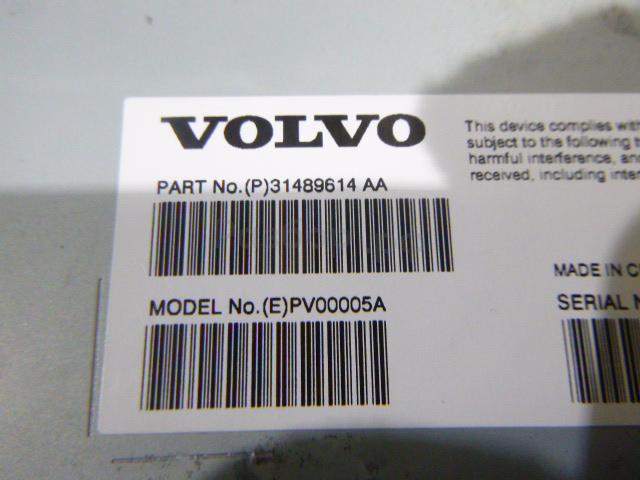 VOLVO
This device complies with
subject to the following
harmful interference, and
received, including
PART No.(P)31489614 AA
MADE IN
MODEL No.(E)PV00005A
SERIAL